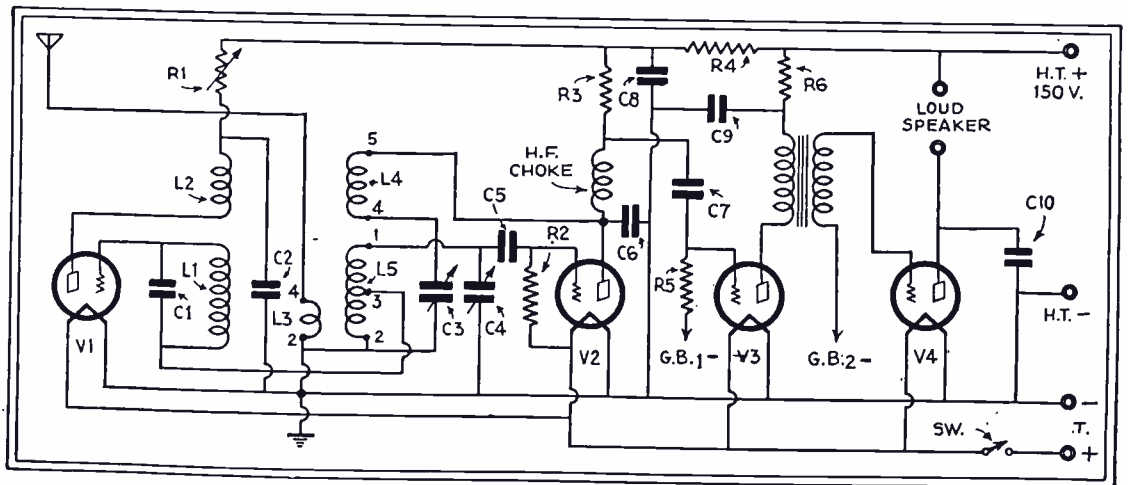 R1
R3
C8
R4
R6
H.T. +
150 V.
LOUD
SPEAKER
C9
5
H.F.
CHOKE
L2
L4
C5
C7
4
R2
C10
1
C6
L1
C2
L5
R5
C1
4
3
L3
C3
C4
H.T. -
V1
2
2
V2
G.B.1 -
V3
G.B.2 -
V4
-
SW.
.T.
+